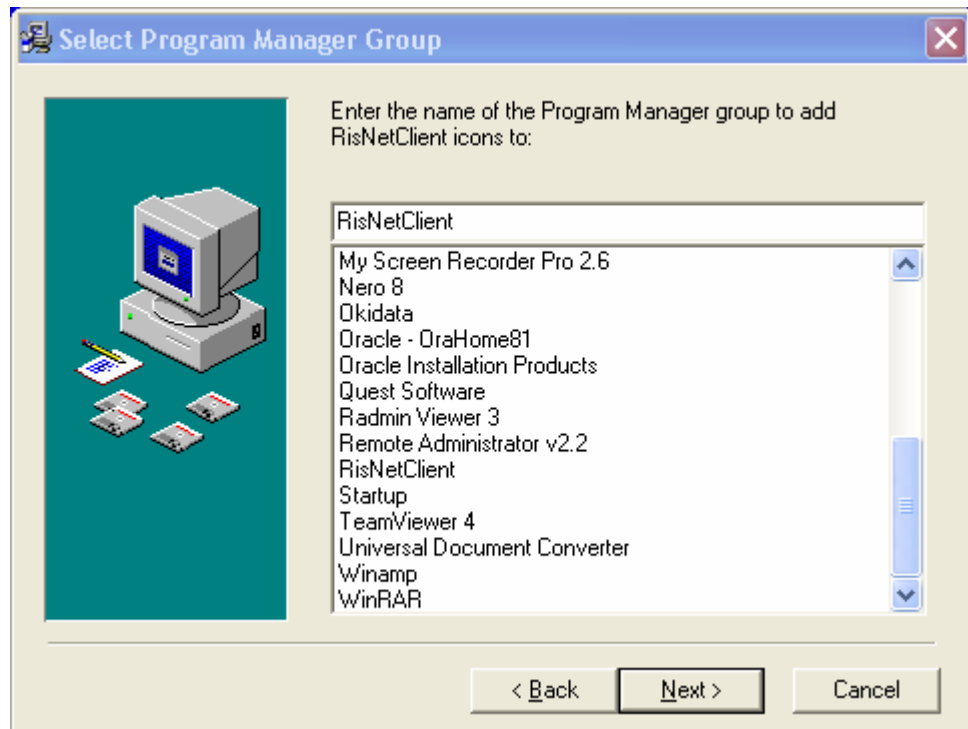 Select Program Manager Group
Enter the name of the Program Manager group to add
RisNetClient icons to:
RisNetClient
My Screen Recorder Pro 2.6
Nero 8
Okidata
Oracle - OraHome81
Oracle Installation Products
Quest Software
Radmin Viewer 3
Remote Administrator v2.2
RisNetClient
Startup
TeamViewer 4
Universal Document Converter
Winamp
WinRAR
< Back Next > Cancel